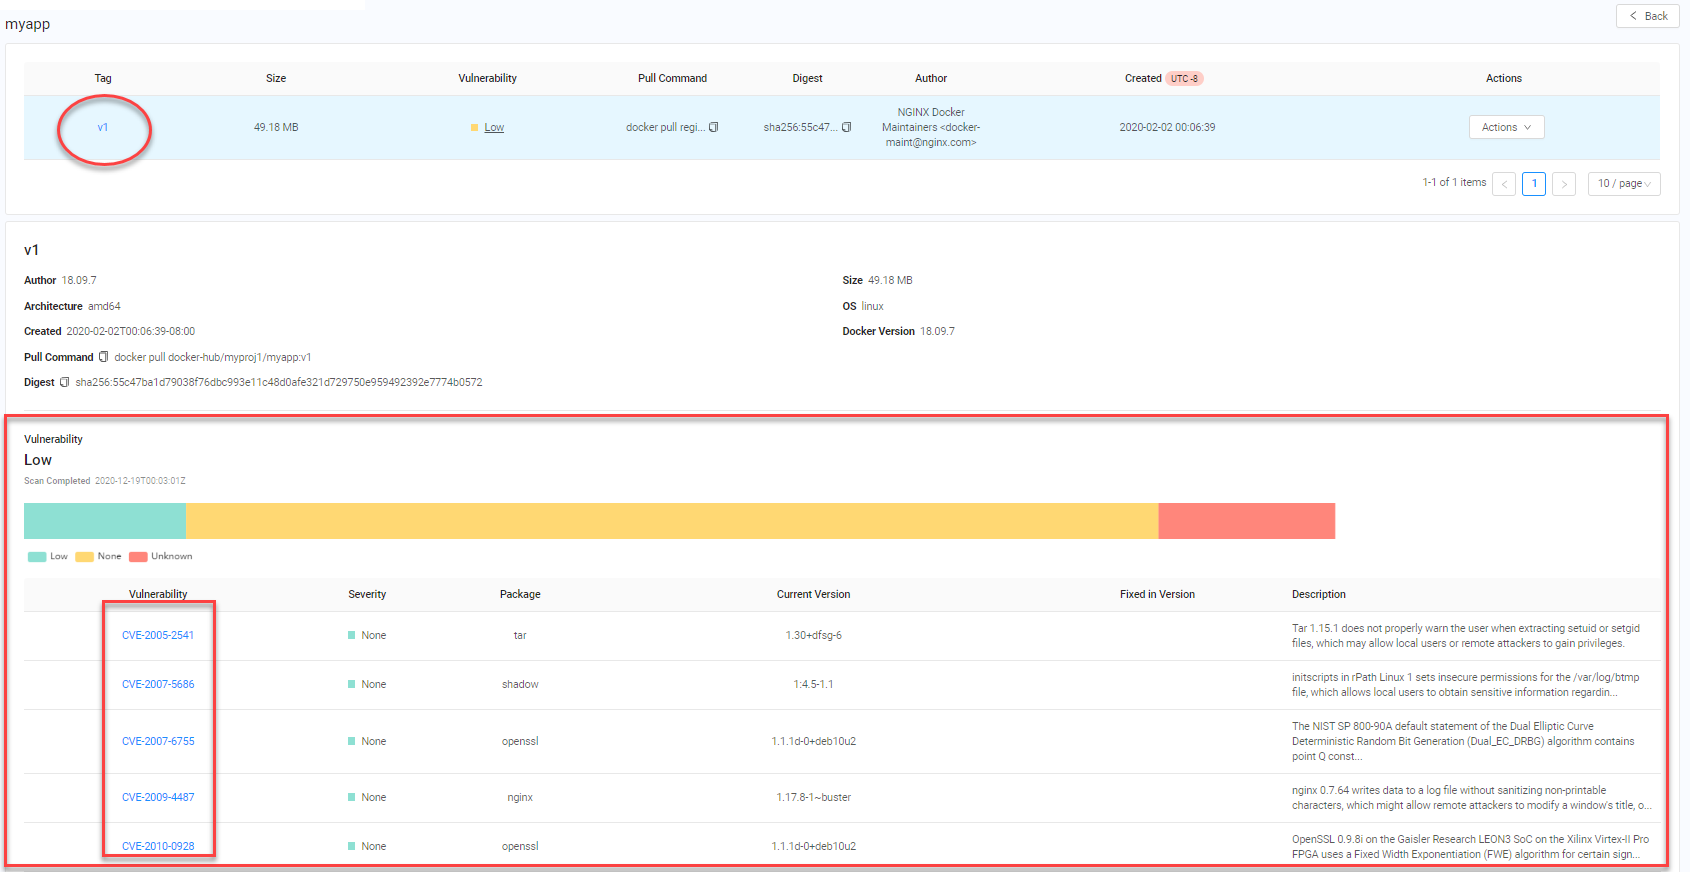 myapp
Back
Tag Size Vulnerability Pull Command Digest Author Created UTC -8 Actions
v1 49.18 MB Low docker pull regi... sha256:55c47... NGINX Docker Maintainers <docker-maint@nginx.com> 2020-02-02 00:06:39 Actions
1-1 of 1 items 1 10 / page
v1
Author 18.09.7 Size 49.18 MB
Architecture amd64 OS linux
Created 2020-02-02T00:06:39-08:00 Docker Version 18.09.7
Pull Command docker pull docker-hub/myproj1/myapp:v1
Digest sha256:55c47ba1d79038f76dbc993e11c48d0afe321d729750e959492392e7774b0572
Vulnerability
Low
Scan Completed 2020-12-19T00:03:01Z
Low None Unknown
Vulnerability Severity Package Current Version Fixed in Version Description
CVE-2005-2541 None tar 1.30+dfsg-6 Tar 1.15.1 does not properly warn the user when extracting setuid or setgid
files, which may allow local users or remote attackers to gain privileges.
CVE-2007-5686 None shadow 1:4.5-1.1 initscripts in rPath Linux 1 sets insecure permissions for the /var/log/btmp
file, which allows local users to obtain sensitive information regardin...
CVE-2007-6755 None openssl 1.1.1d-0+deb10u2 The NIST SP 800-90A default statement of the Dual Elliptic Curve
Deterministic Random Bit Generation (Dual_EC_DRBG) algorithm contains
point Q const...
CVE-2009-4487 None nginx 1.17.8-1~buster nginx 0.7.64 writes data to a log file without sanitizing non-printable
characters, which might allow remote attackers to modify a window's title, o...
CVE-2010-0928 None openssl 1.1.1d-0+deb10u2 OpenSSL 0.9.8i on the Gaisler Research LEON3 SoC on the Xilinx Virtex-II Pro
FPGA uses a Fixed Width Exponentiation (FWE) algorithm for certain sign...